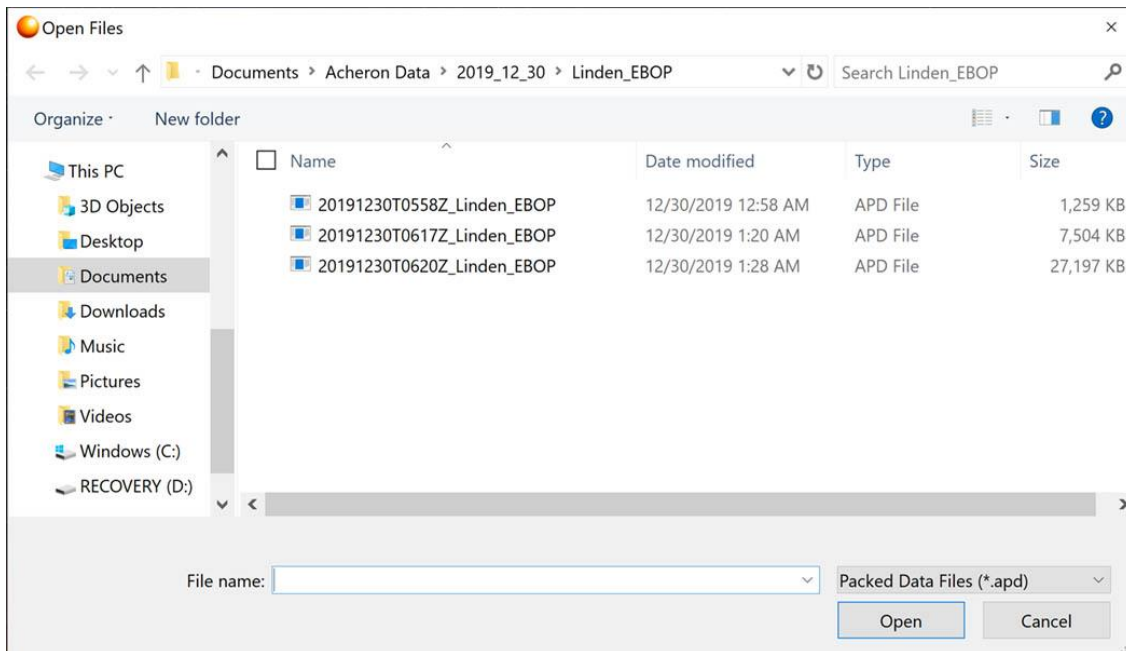 Open Files
Documents > Acheron Data > 2019_12_30 > Linden_EBOP
Search Linden_EBOP
Organize
New folder
This PC
3D Objects
Desktop
Documents
Downloads
Music
Pictures
Videos
Windows (C:)
RECOVERY (D:)
Name Date modified Type Size
20191230T0558Z_Linden_EBOP 12/30/2019 12:58 AM APD File 1,259 KB
20191230T0617Z_Linden_EBOP 12/30/2019 1:20 AM APD File 7,504 KB
20191230T0620Z_Linden_EBOP 12/30/2019 1:28 AM APD File 27,197 KB
File name:
Packed Data Files (*.apd)
Open Cancel